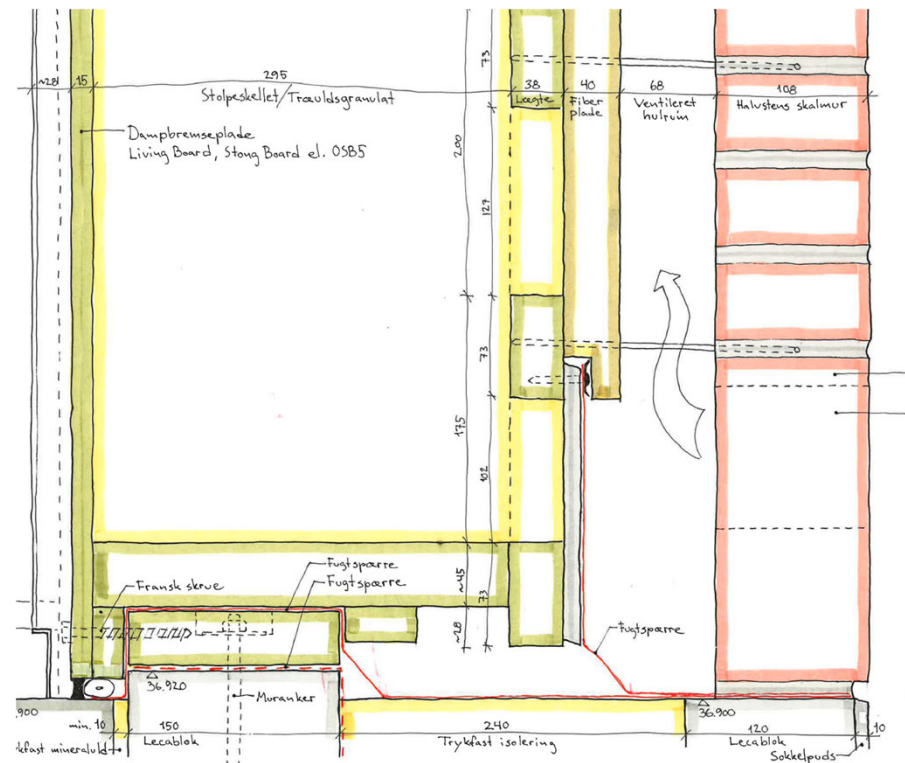 ~28
15
295
38
40
68
108
Stolpeskellet/Træuldsgranulat
Lægte
Fiber
plade
Ventileret
hulrum
Halvstens skalmur
Dampbremseplade
Living Board, Stong Board el. OSB5
73
200
127
73
175
102
~45
73
~28
Fugtspærre
Fugtspærre
Fransk skrue
Fugtspærre
36.920
Muranker
.900
36.900
min. 10
150
240
120
10
kfast mineraluld
Lecablok
Trykfast isolering
Lecablok
Sokkelpuds